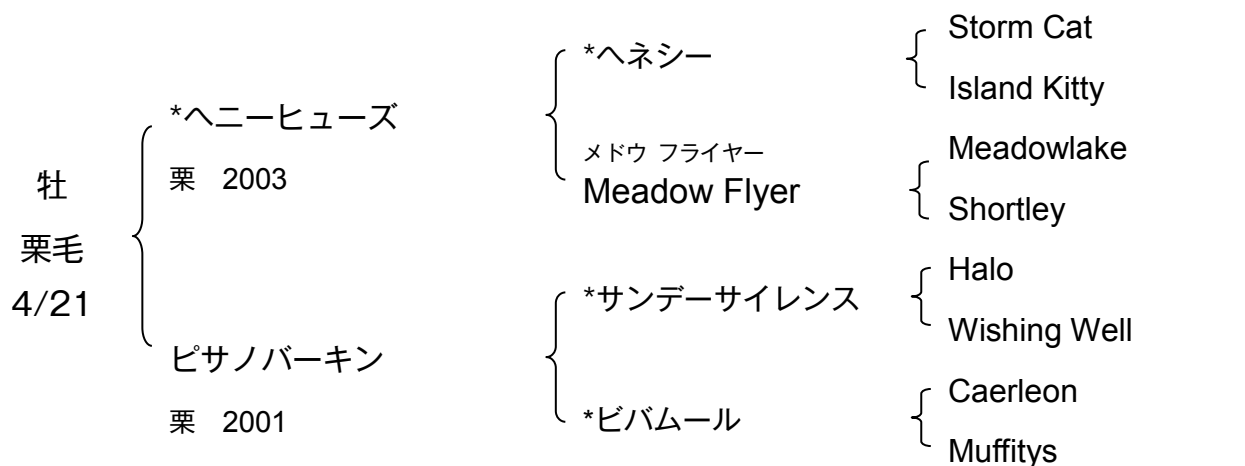 牡
栗毛
4/21
*ヘニーヒューズ
栗 2003
ピサノバーキン
栗 2001
*ヘネシー
メドウ フライヤー
Meadow Flyer
*サンデーサイレンス
*ビバムール
Storm Cat
Island Kitty
Meadowlake
Shortley
Halo
Wishing Well
Caerleon
Muffitys